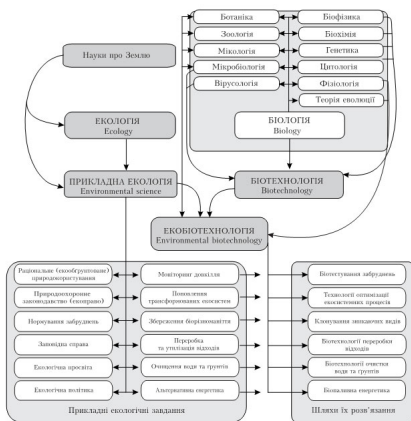 Ботаніка
Біофізика
Зоологія
Біохімія
Мікологія
Генетика
Мікробіологія
Цитологія
Вірусологія
Фізіологія
Теорія еволюції
Науки про Землю
ЕКОЛОГІЯ
Ecology
БІОЛОГІЯ
Biology
ПРИКЛАДНА ЕКОЛОГІЯ
Environmental science
БІОТЕХНОЛОГІЯ
Biotechnology
ЕКОБІОТЕХНОЛОГІЯ
Environmental biotechnology
Раціональне (екообґрунтоване)
природокористування
Моніторинг довкілля
Біотестування забруднень
Природоохоронне
законодавство (екоправо)
Поновлення
трансформованих екосистем
Технології оптимізації
екосистемних процесів
Нормування забруднень
Збереження біорізноманіття
Клонування зникаючих видів
Заповідна справа
Переробка
та утилізація відходів
Біотехнології переробки
відходів
Екологічна просвіта
Очищення води та ґрунтів
Біотехнології очистки
води та ґрунтів
Екологічна політика
Альтернативна енергетика
Біопаливна енергетика
Прикладні екологічні завдання
Шляхи їх розв'язання